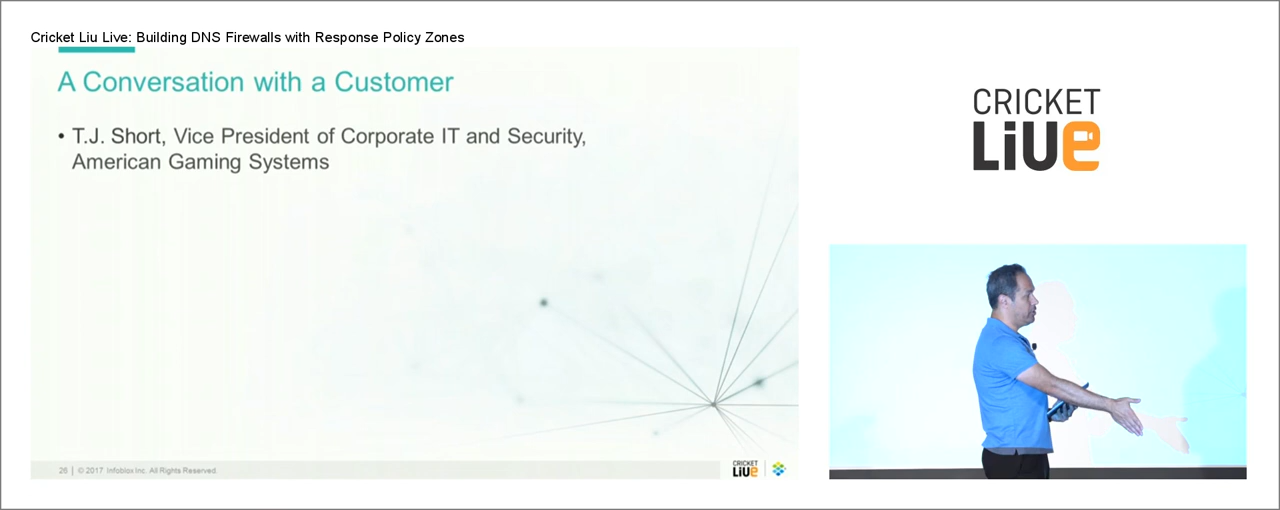 Cricket Liu Live: Building DNS Firewalls with Response Policy Zones
A Conversation with a Customer
• T.J. Short, Vice President of Corporate IT and Security,
American Gaming Systems
26 | © 2017 Infoblox Inc. All Rights Reserved.
CRICKET
LiUe
CRICKET
LiUe